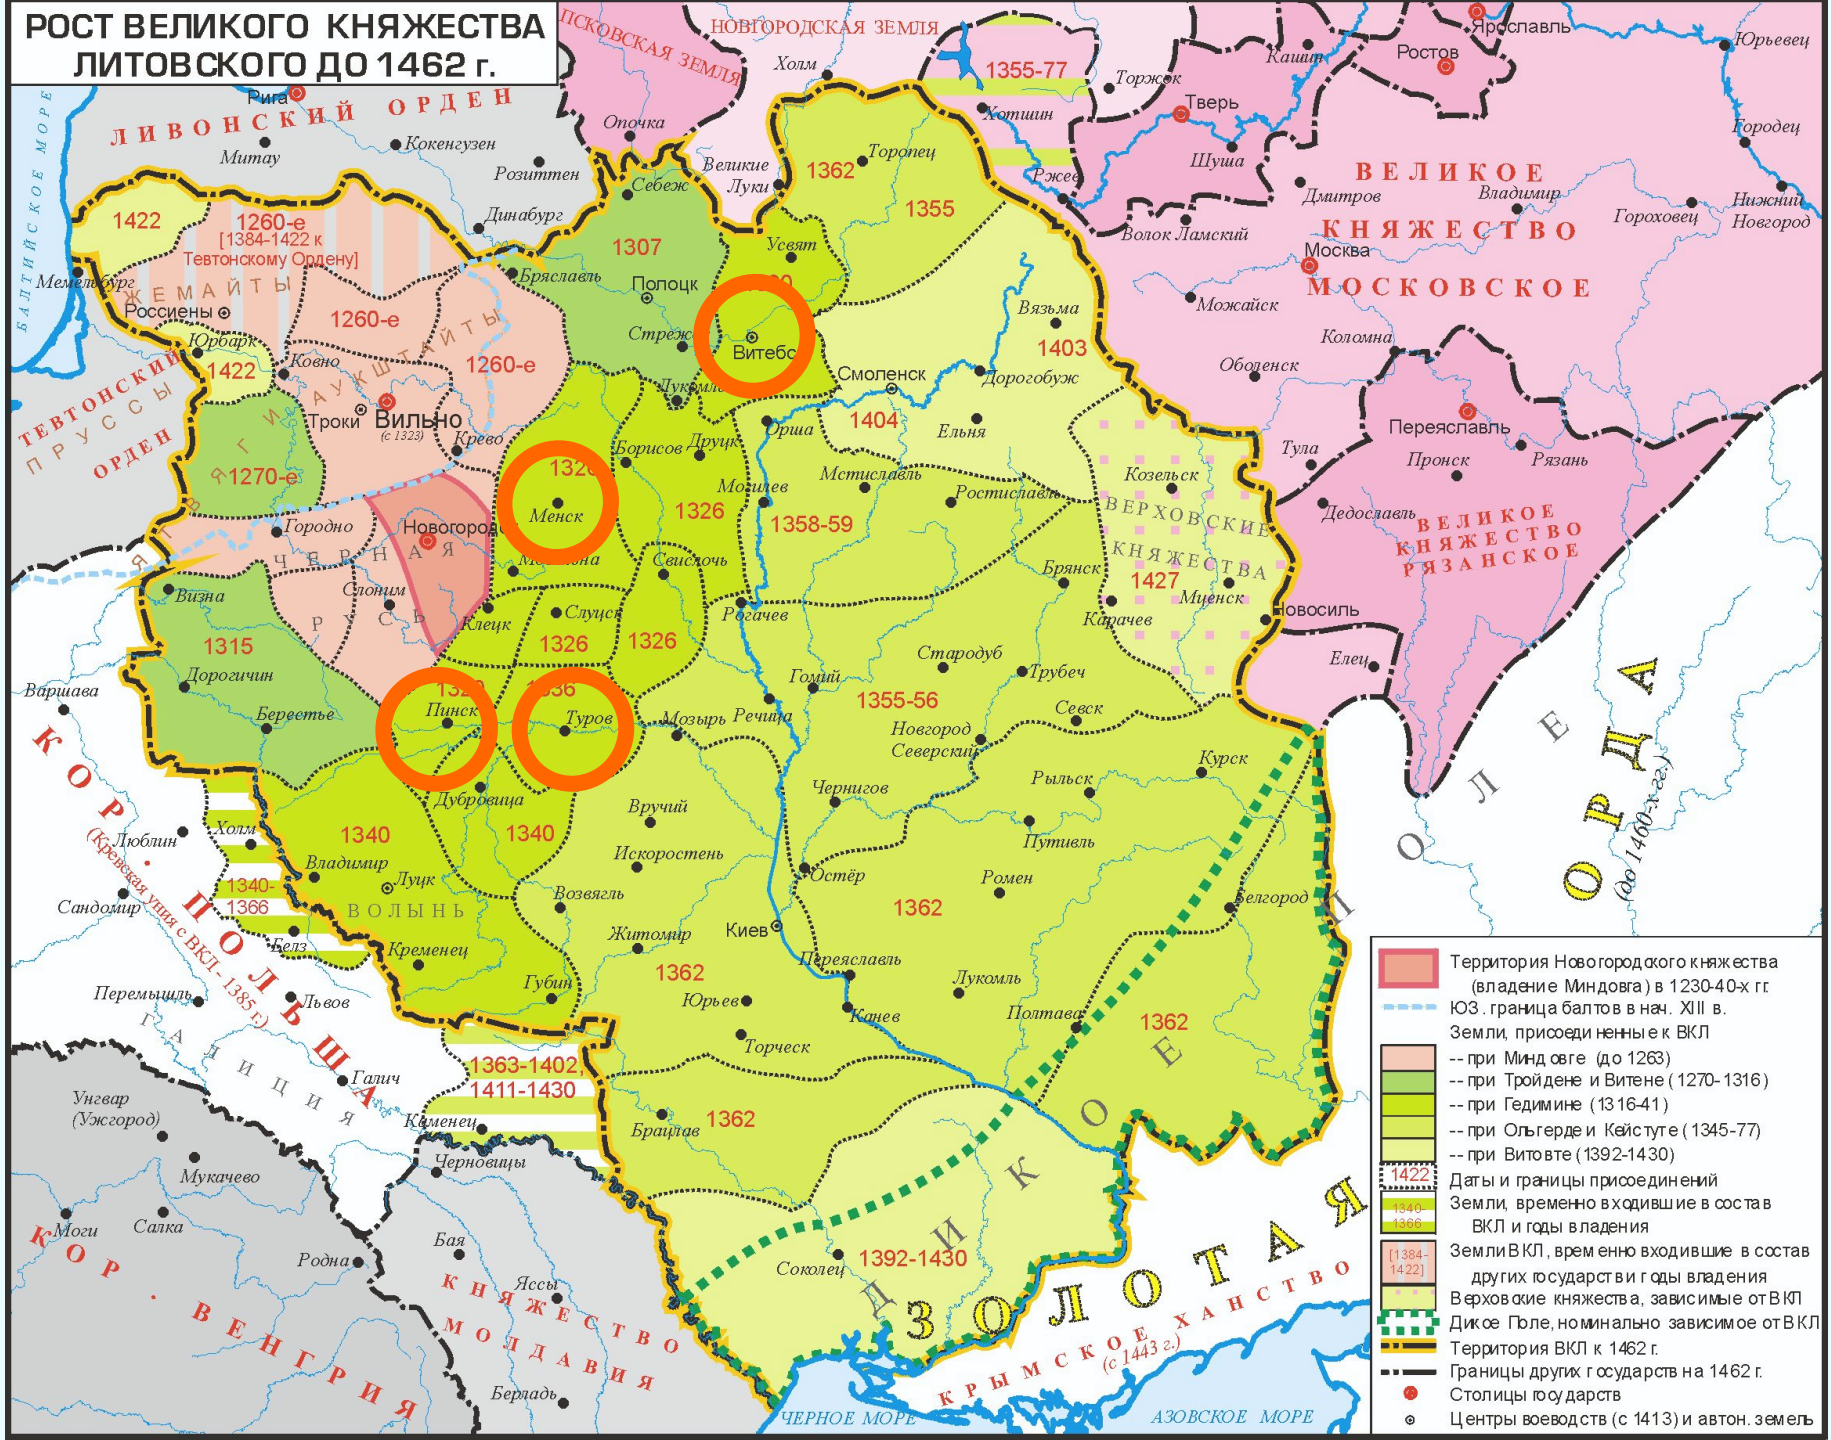 РОСТ ВЕЛИКОГО КНЯЖЕСТВА
ЛИТОВСКОГО ДО 1462 г.
ПСКОВСКАЯ ЗЕМЛЯ
НОВГОРОДСКАЯ ЗЕМЛЯ
Холм
1355-77
Торжок
Хотшин
Кашин
Ярославль
Ростов
Юрьевец
Тверь
Шуша
Городец
Рига
ЛИВОНСКИЙ ОРДЕН
Митау
Кокенгузен
Розиттен
Динабург
Опочка
Себеж
Великие
Луки
1362
Торопец
1355
Ржев
Волок Ламский
Дмитров
Владимир
Гороховец
Нижний
Новгород
ВЕЛИКОЕ
КНЯЖЕСТВО
МОСКОВСКОЕ
Москва
Можайск
Коломна
Оболенск
БАЛТИЙСКОЕ МОРЕ
1422
1260-е
[1384-1422 к
Тевтонскому Ордену]
Мемельбург
ЖЕМАЙТЫ
Россиены
Юрбарк
1422
1260-е
1260-е
Ковно
АУКШТАЙТЫ
И
Троки
Вильно
(с 1323)
Крево
ТЕВТОНСКИЙ
ОРДЕН
ПРУССЫ
ЯТВЯГИ
1270-е
Бряславль
1307
Полоцк
Усвят
Витебс
Лукомль
Смоленск
1404
Вязьма
1403
Дорогобуж
Ельня
Орша
Борисов
Друцк
Могилев
Мстиславль
Ростиславль
1326
1358-59
Менск
Козельск
ВЕРХОВСКИЕ
КНЯЖЕСТВА
1427
Мценск
Карачев
Новосиль
Брянск
Тула
Дедославль
Переяславль
Пронск
Рязань
ВЕЛИКОЕ
КНЯЖЕСТВО
РЯЗАНСКОЕ
Елец
Городно
ЧЕРНАЯ
РУСЬ
Новогородо
Слоним
Клецк
Слуцк
1326
Свислочь
1326
Рогачев
Визна
1315
Дорогичин
Берестье
Варшава
Пинск
Туров
Мозырь
Речица
Гомий
1355-56
Стародуб
Трубеч
Новгород
Северский
Севск
Курск
Рыльск
Путивль
Чернигов
Остёр
Ромен
1362
Белгород
Дубровица
1340
1340
Вручий
Искоростень
Возвягль
Житомир
Киев
1362
Юрьев
Торческ
Переяславль
Канев
Лукомль
Полтава
1362
Холм
Люблин
Сандомир
1340-
1366
Белз
Владимир
Луцк
ВОЛЫНЬ
Кременец
Губин
КОР. ПОЛЬША
(Кревская уния с ВКЛ - 1385 г.)
Перемышль
Львов
ГАЛИЦИЯ
Галич
1363-1402,
1411-1430
Каменец
Черновицы
Брацлав
1362
Соколец
1392-1430
ДИКОЕ ПОЛЕ
ЗОЛОТАЯ
ОРДА
(до 1460-х гг.)
КРЫМСКОЕ ХАНСТВО
(с 1443 г.)
ЧЕРНОЕ МОРЕ
АЗОВСКОЕ МОРЕ
Унгвар
(Ужгород)
Мукачево
Моги
Салка
Родна
КОР. ВЕНГРИЯ
Бая
Яссы
Берладь
КНЯЖЕСТВО
МОЛДАВИЯ
Территория Новогородского княжества
(владение Миндовга) в 1230-40-х гг.
ЮЗ. граница балтов в нач. XIII в.
Земли, присоединенные к ВКЛ
-- при Миндовге (до 1263)
-- при Тройдене и Витене (1270-1316)
-- при Гедимине (1316-41)
-- при Ольгерде и Кейстуте (1345-77)
-- при Витовте (1392-1430)
1422 Даты и границы присоединений
1340-
1366
Земли, временно входившие в состав
ВКЛ и годы владения
[1384-
1422]
Земли ВКЛ, временно входившие в состав
других государств и годы владения
Верховские княжества, зависимые от ВКЛ
Дикое Поле, номинально зависимое от ВКЛ
Территория ВКЛ к 1462 г.
Границы других государств на 1462 г.
Столицы государств
Центры воеводств (с 1413) и автон. земель